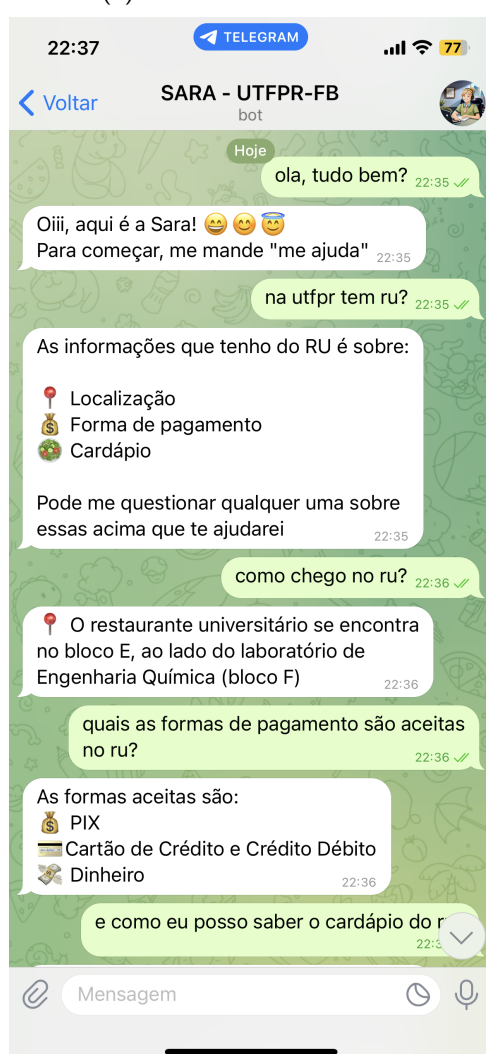 22:37
TELEGRAM
77
Voltar
SARA - UTFPR-FB
bot
Hoje
ola, tudo bem? 22:35
Oiii, aqui é a Sara! 😄😊😇
Para começar, me mande "me ajuda" 22:35
na utfpr tem ru? 22:35
As informações que tenho do RU é sobre:
📍 Localização
💰 Forma de pagamento
🥗 Cardápio
Pode me questionar qualquer uma sobre
essas acima que te ajudarei 22:35
como chego no ru? 22:36
📍 O restaurante universitário se encontra
no bloco E, ao lado do laboratório de
Engenharia Química (bloco F) 22:36
quais as formas de pagamento são aceitas
no ru? 22:36
As formas aceitas são:
💰 PIX
💳Cartão de Crédito e Crédito Débito
💸 Dinheiro 22:36
e como eu posso saber o cardápio do
Mensagem